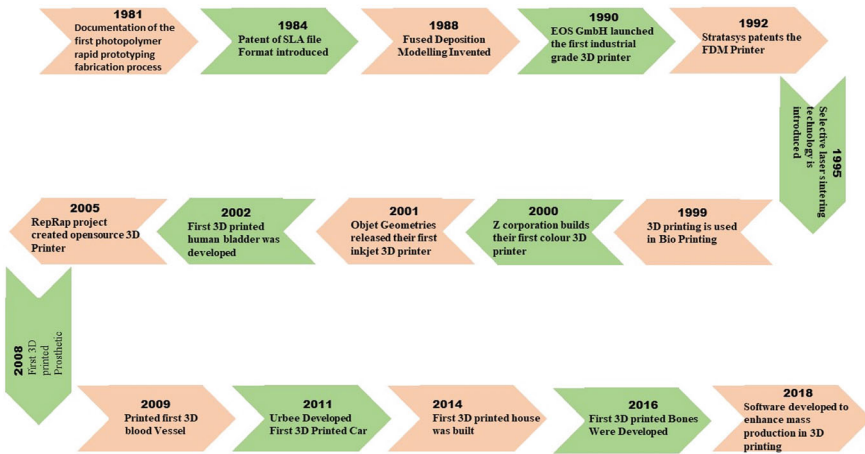 1981
Documentation of the
first photopolymer
rapid prototyping
fabrication process
1984
Patent of SLA file
Format introduced
1988
Fused Deposition
Modelling Invented
1990
EOS GmbH launched
the first industrial
grade 3D printer
1992
Stratasys patents the
FDM Printer
1995
Selective laser sintering
technology is
introduced
1999
3D printing is used
in Bio Printing
2000
Z corporation builds
their first colour 3D
printer
2001
Objet Geometries
released their first
inkjet 3D printer
2002
First 3D printed
human bladder was
developed
2005
RepRap project
created opensource 3D
Printer
2008
First 3D
printed
Prosthetic
2009
Printed first 3D
blood Vessel
2011
Urbee Developed
First 3D Printed Car
2014
First 3D printed house
was built
2016
First 3D printed Bones
Were Developed
2018
Software developed to
enhance mass
production in 3D
printing